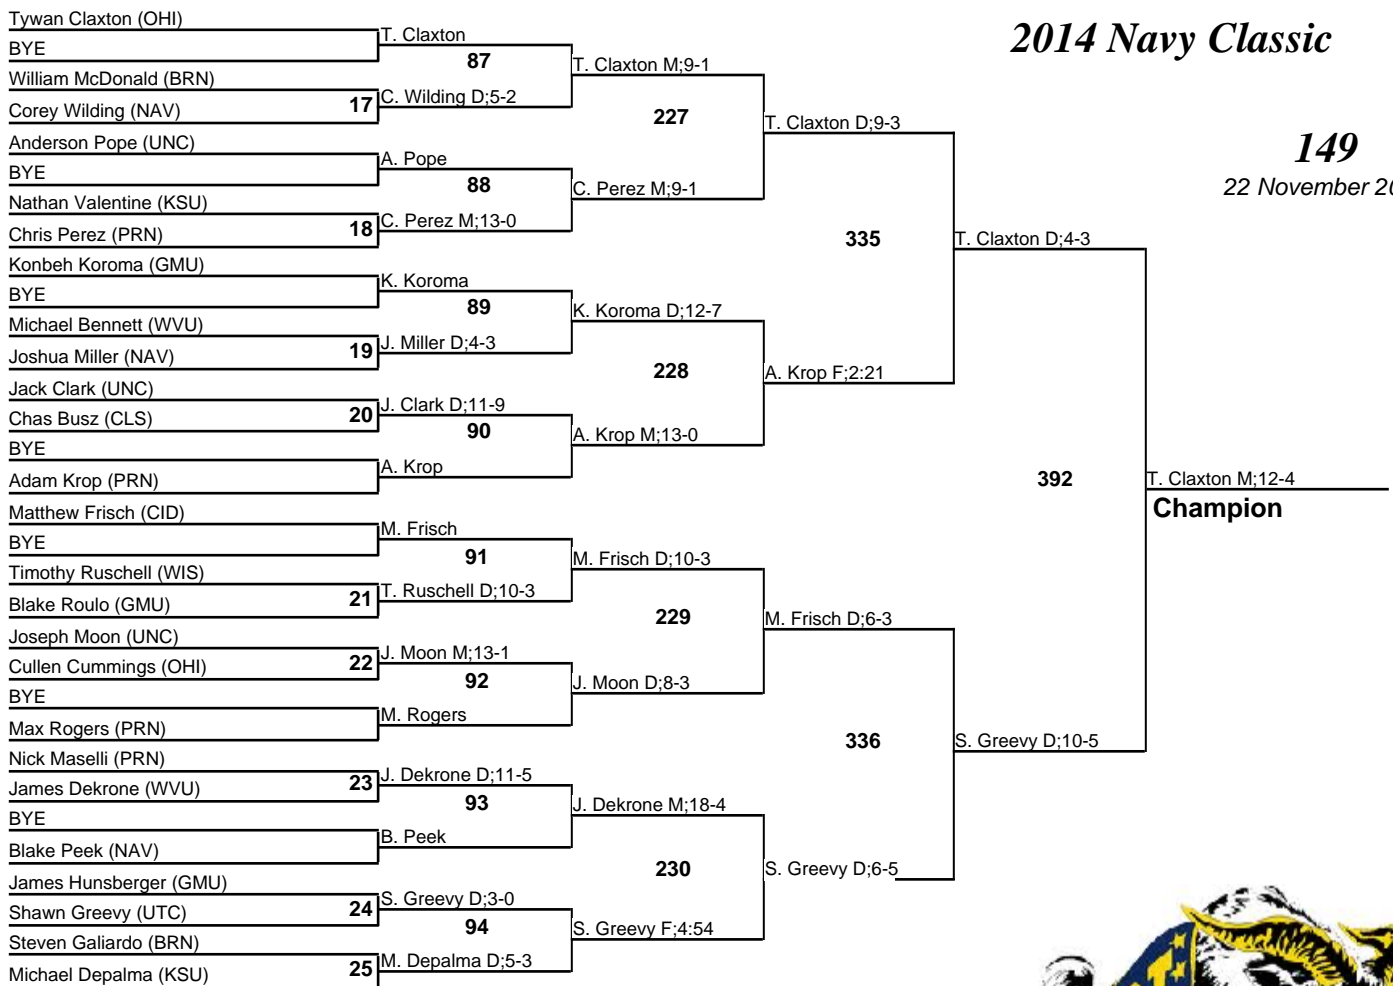 2014 Navy Classic
149
22 November 20
Tywan Claxton (OHI)
BYE
William McDonald (BRN)
Corey Wilding (NAV)
Anderson Pope (UNC)
BYE
Nathan Valentine (KSU)
Chris Perez (PRN)
Konbeh Koroma (GMU)
BYE
Michael Bennett (WVU)
Joshua Miller (NAV)
Jack Clark (UNC)
Chas Busz (CLS)
BYE
Adam Krop (PRN)
Matthew Frisch (CID)
BYE
Timothy Ruschell (WIS)
Blake Roulo (GMU)
Joseph Moon (UNC)
Cullen Cummings (OHI)
BYE
Max Rogers (PRN)
Nick Maselli (PRN)
James Dekrone (WVU)
BYE
Blake Peek (NAV)
James Hunsberger (GMU)
Shawn Greevy (UTC)
Steven Galiardo (BRN)
Michael Depalma (KSU)
17
18
19
20
21
22
23
24
25
T. Claxton
C. Wilding D;5-2
A. Pope
C. Perez M;13-0
K. Koroma
J. Miller D;4-3
J. Clark D;11-9
A. Krop
M. Frisch
T. Ruschell D;10-3
J. Moon M;13-1
M. Rogers
J. Dekrone D;11-5
B. Peek
S. Greevy D;3-0
M. Depalma D;5-3
87
88
89
90
91
92
93
94
T. Claxton M;9-1
C. Perez M;9-1
K. Koroma D;12-7
A. Krop M;13-0
M. Frisch D;10-3
J. Moon D;8-3
J. Dekrone M;18-4
S. Greevy F;4:54
227
228
229
230
T. Claxton D;9-3
A. Krop F;2:21
M. Frisch D;6-3
S. Greevy D;6-5
335
336
T. Claxton D;4-3
S. Greevy D;10-5
392
T. Claxton M;12-4
Champion